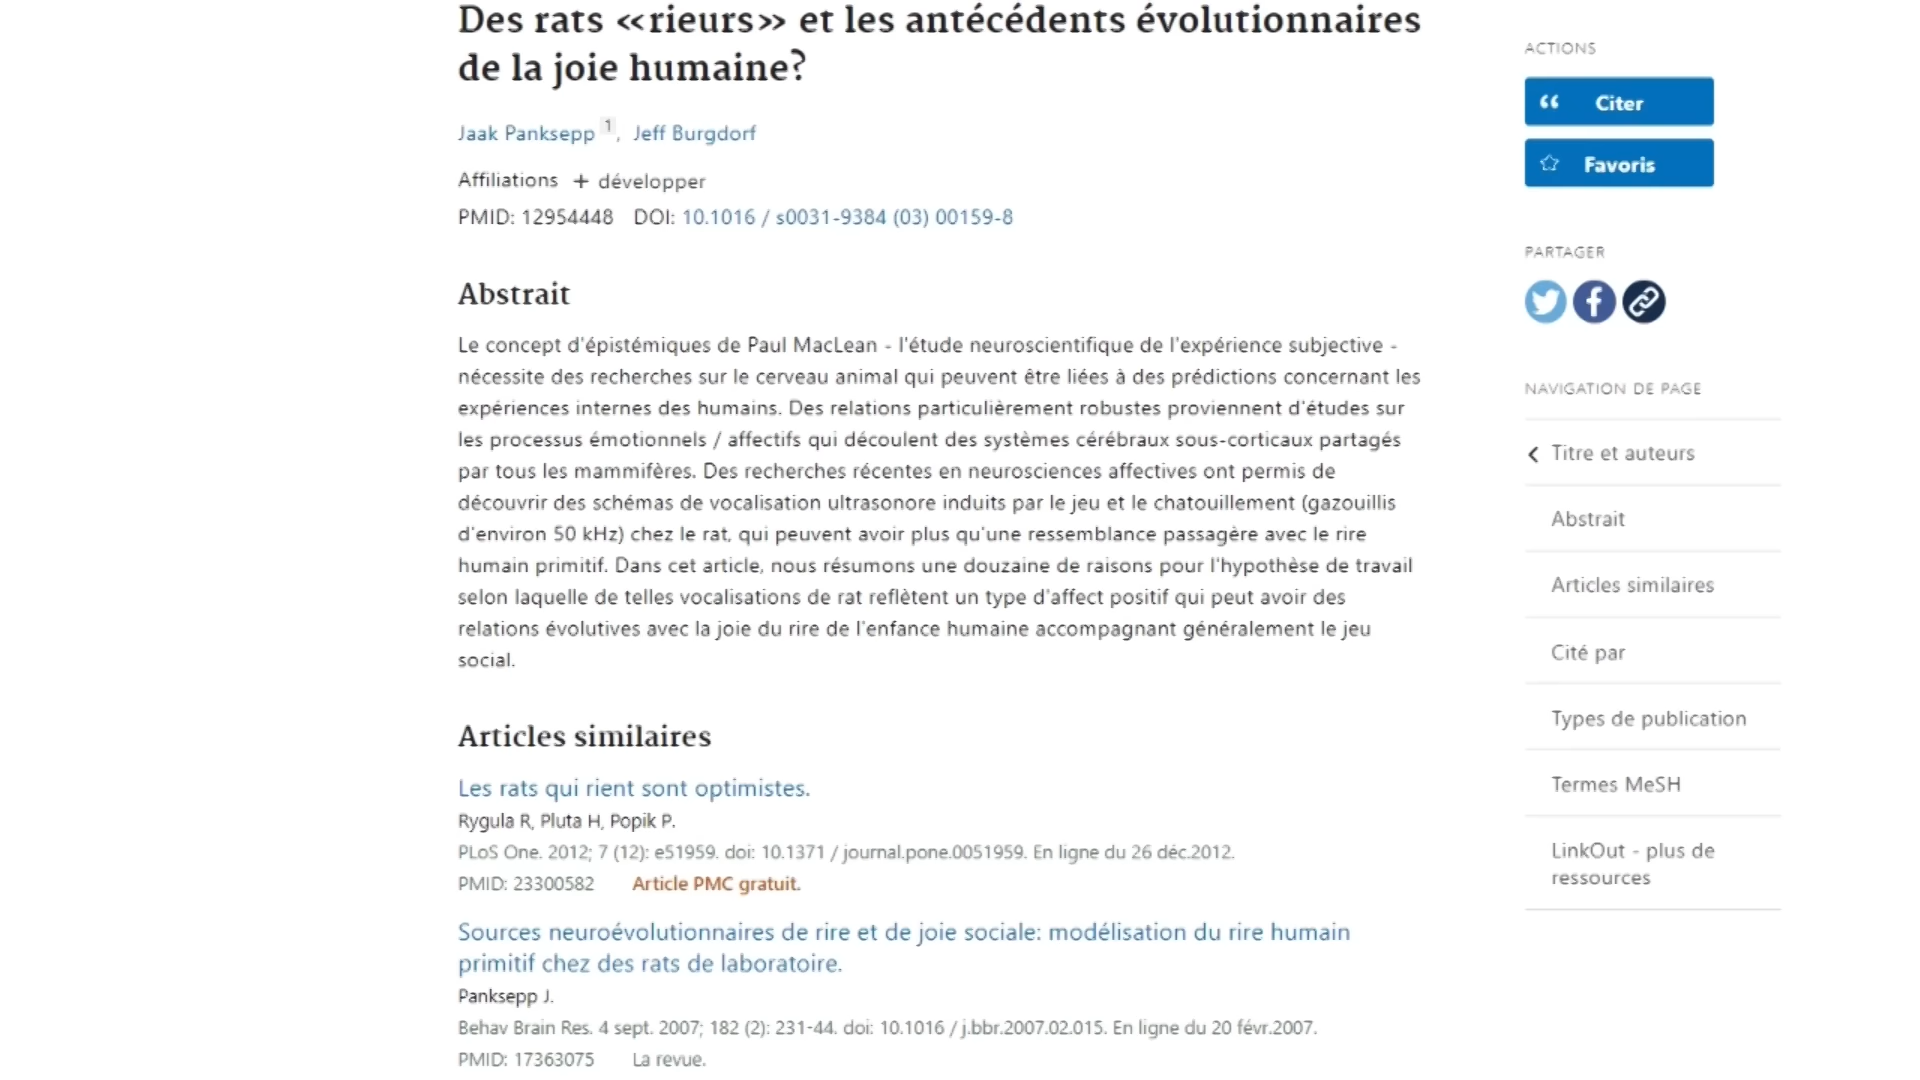 Des rats «rieurs» et les antécédents évolutionnaires
de la joie humaine?
Jaak Panksepp 1, Jeff Burgdorf
Affiliations + développer
PMID: 12954448 DOI: 10.1016 / s0031-9384 (03) 00159-8
Abstrait
Le concept d'épistémiques de Paul MacLean - l'étude neuroscientifique de l'expérience subjective -
nécessite des recherches sur le cerveau animal qui peuvent être liées à des prédictions concernant les
expériences internes des humains. Des relations particulièrement robustes proviennent d'études sur
les processus émotionnels / affectifs qui découlent des systèmes cérébraux sous-corticaux partagés
par tous les mammifères. Des recherches récentes en neurosciences affectives ont permis de
découvrir des schémas de vocalisation ultrasonore induits par le jeu et le chatouillement (gazouillis
d'environ 50 kHz) chez le rat, qui peuvent avoir plus qu'une ressemblance passagère avec le rire
humain primitif. Dans cet article, nous résumons une douzaine de raisons pour l'hypothèse de travail
selon laquelle de telles vocalisations de rat reflètent un type d'affect positif qui peut avoir des
relations évolutives avec la joie du rire de l'enfance humaine accompagnant généralement le jeu
social.
Articles similaires
Les rats qui rient sont optimistes.
Rygula R, Pluta H, Popik P.
PLoS One. 2012; 7 (12): e51959. doi: 10.1371 / journal.pone.0051959. En ligne du 26 déc.2012.
PMID: 23300582 Article PMC gratuit.
Sources neuroévolutionnaires de rire et de joie sociale: modélisation du rire humain
primitif chez des rats de laboratoire.
Panksepp J.
Behav Brain Res. 4 sept. 2007; 182 (2): 231-44. doi: 10.1016 / j.bbr.2007.02.015. En ligne du 20 févr.2007.
PMID: 17363075 La revue.
ACTIONS
Citer
Favoris
PARTAGER
NAVIGATION DE PAGE
Titre et auteurs
Abstrait
Articles similaires
Cité par
Types de publication
Termes MeSH
LinkOut - plus de
ressources